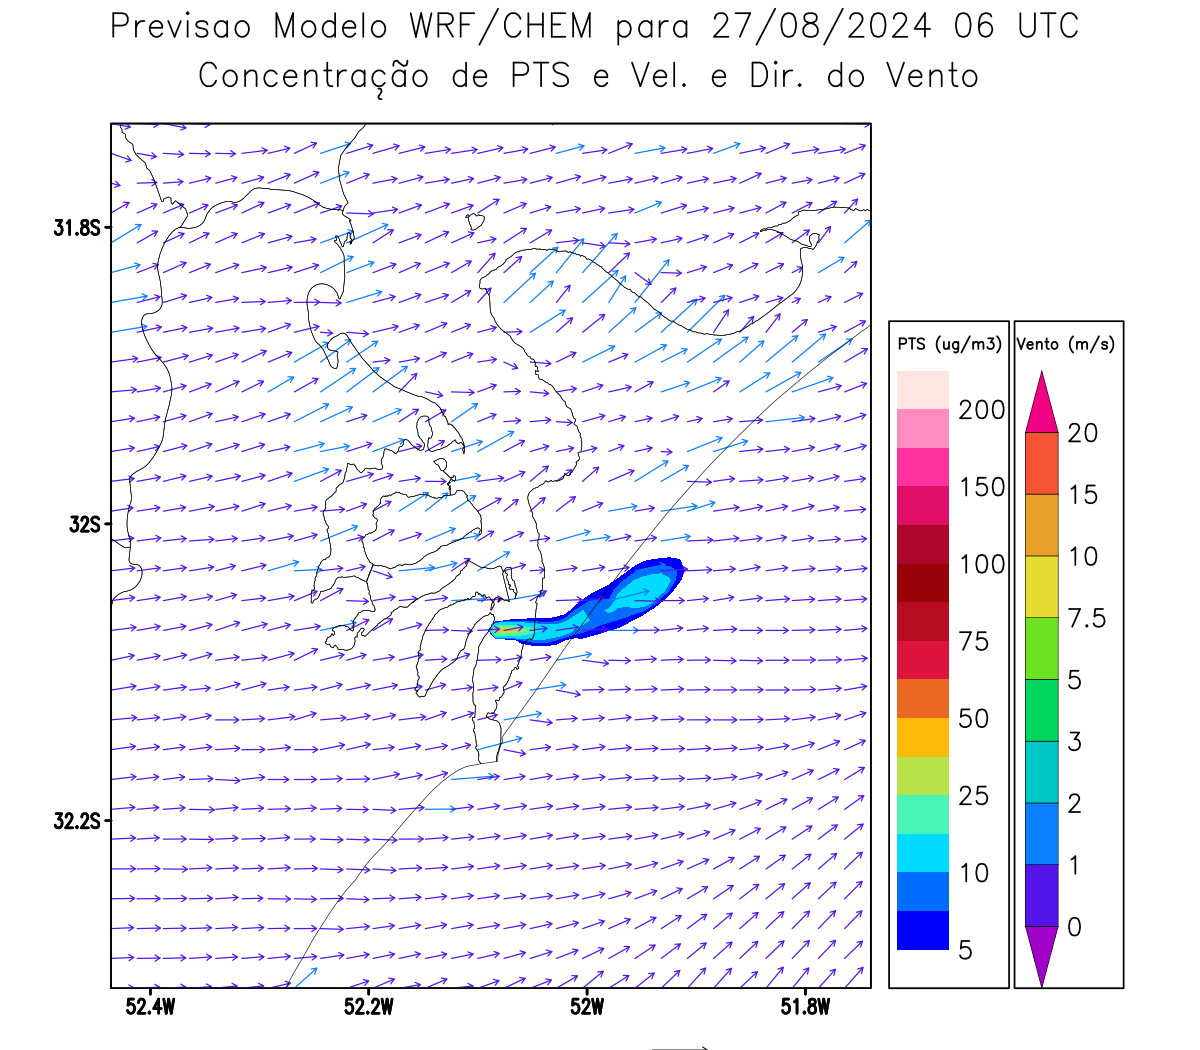 Previsao Modelo WRF/CHEM para 27/08/2024 06 UTC
Concentração de PTS e Vel. e Dir. do Vento
31.8S
32S
32.2S
52.4W 52.2W 52W 51.8W
PTS (ug/m3)
200
150
100
75
50
25
10
5
Vento (m/s)
20
15
10
7.5
5
3
2
1
0